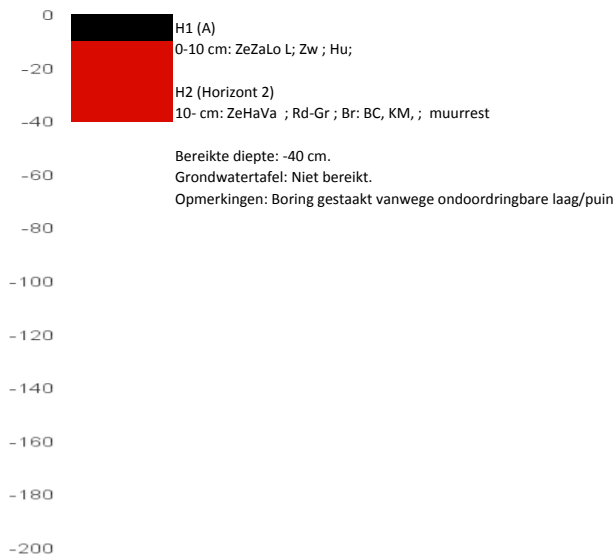 0
H1 (A)
0-10 cm: ZeZaLo L; Zw ; Hu;
-20
H2 (Horizont 2)
10- cm: ZeHaVa  ; Rd-Gr ; Br: BC, KM, ;  muurrest
-40
Bereikte diepte: -40 cm.
-60
Grondwatertafel: Niet bereikt.
Opmerkingen: Boring gestaakt vanwege ondoordringbare laag/puin
-80
-100
-120
-140
-160
-180
-200